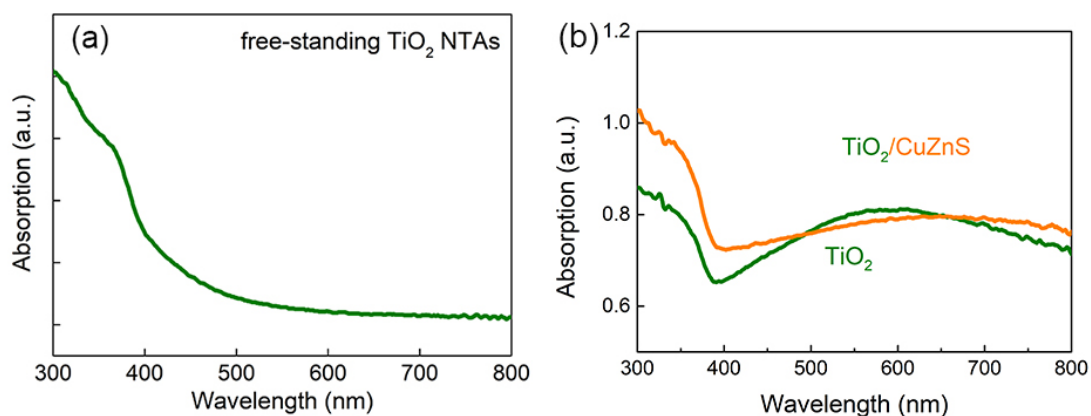 (a)
free-standing TiO₂ NTAs
Absorption (a.u.)
300 400 500 600 700 800
Wavelength (nm)
(b)
1.2
1.0
0.8
0.6
TiO₂/CuZnS
TiO₂
Absorption (a.u.)
300 400 500 600 700 800
Wavelength (nm)